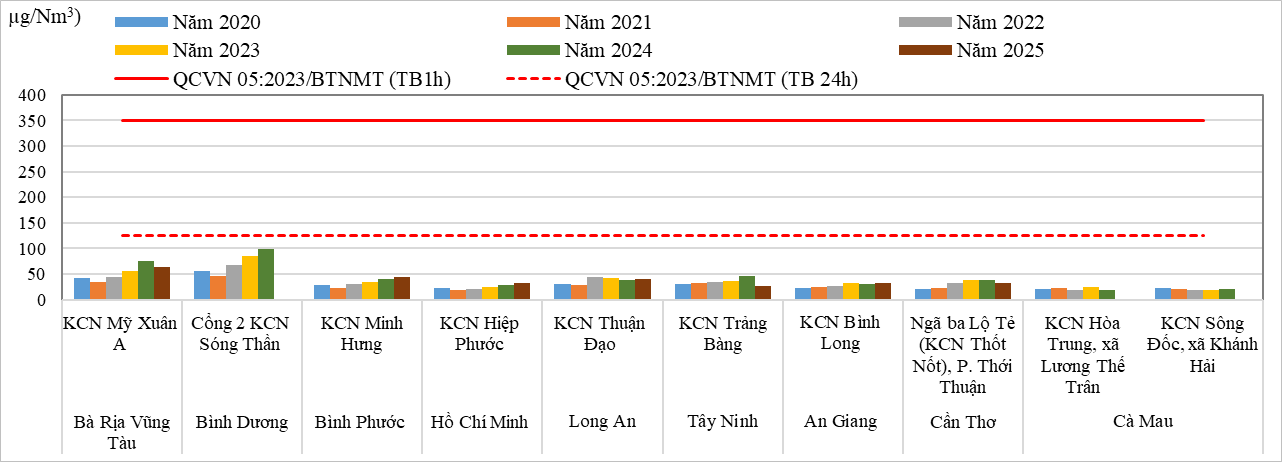 µg/Nm³)
Năm 2020
Năm 2021
Năm 2022
Năm 2023
Năm 2024
Năm 2025
QCVN 05:2023/BTNMT (TB1h)
QCVN 05:2023/BTNMT (TB 24h)
400
350
300
250
200
150
100
50
0
KCN Mỹ Xuân
A
Cổng 2 KCN
Sóng Thần
KCN Minh
Hưng
KCN Hiệp
Phước
KCN Thuận
Đạo
KCN Trảng
Bàng
KCN Bình
Long
Ngã ba Lộ Tẻ
(KCN Thốt
Nốt), P. Thới
Thuận
KCN Hòa
Trung, xã
Lương Thế
Trân
KCN Sông
Đốc, xã Khánh
Hải
Bà Rịa Vũng
Tàu
Bình Dương
Bình Phước
Hồ Chí Minh
Long An
Tây Ninh
An Giang
Cần Thơ
Cà Mau